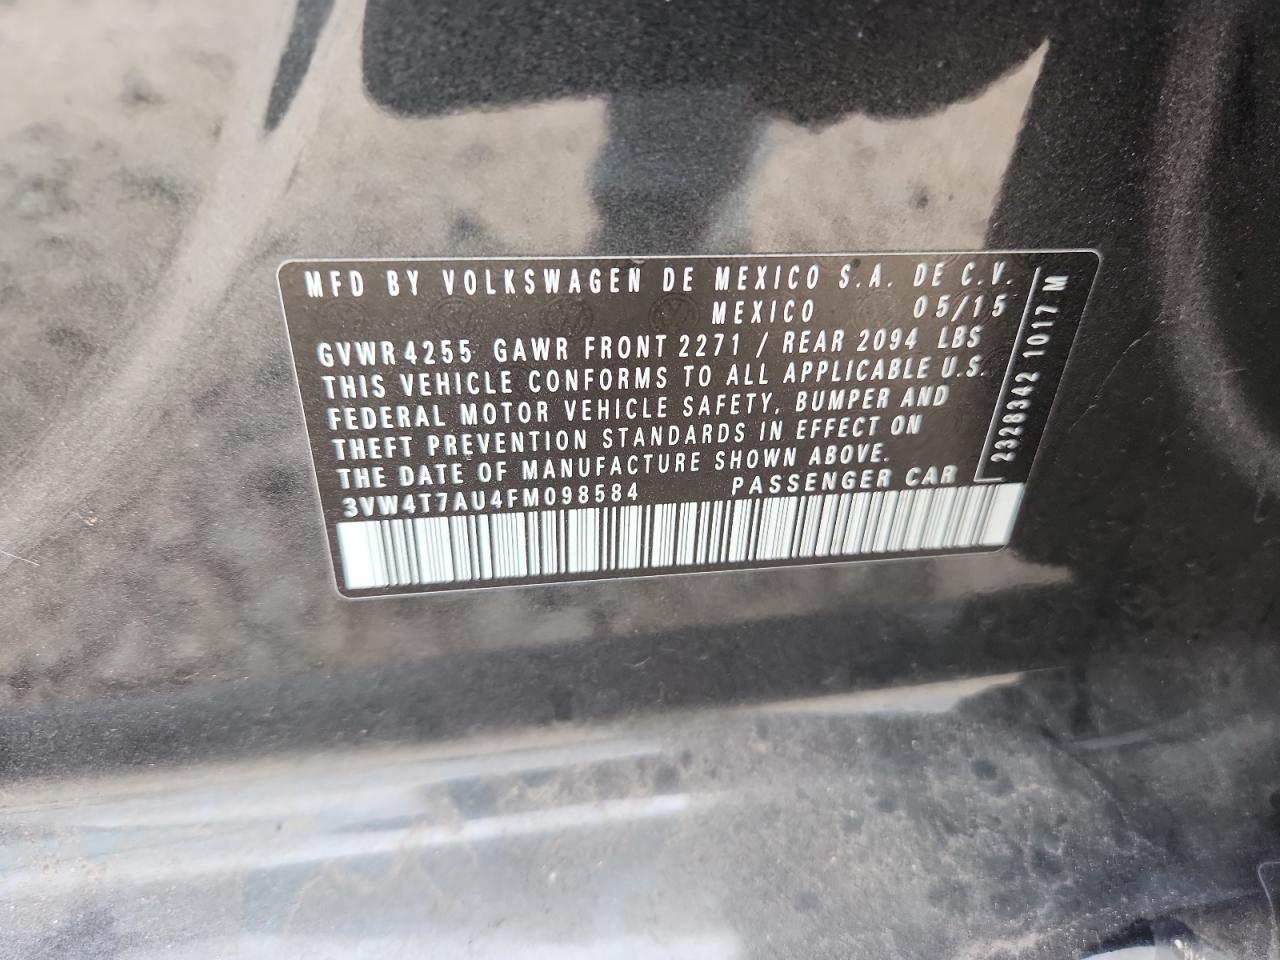 MFD BY VOLKSWAGEN DE MEXICO S.A. DE C.V.
MEXICO 05/15
GVWR 4255 GAWR FRONT 2271 / REAR 2094 LBS
THIS VEHICLE CONFORMS TO ALL APPLICABLE U.S.
FEDERAL MOTOR VEHICLE SAFETY, BUMPER AND
THEFT PREVENTION STANDARDS IN EFFECT ON
THE DATE OF MANUFACTURE SHOWN ABOVE.
3VW4T7AU4FM098584 PASSENGER CAR
2328342 1017 M